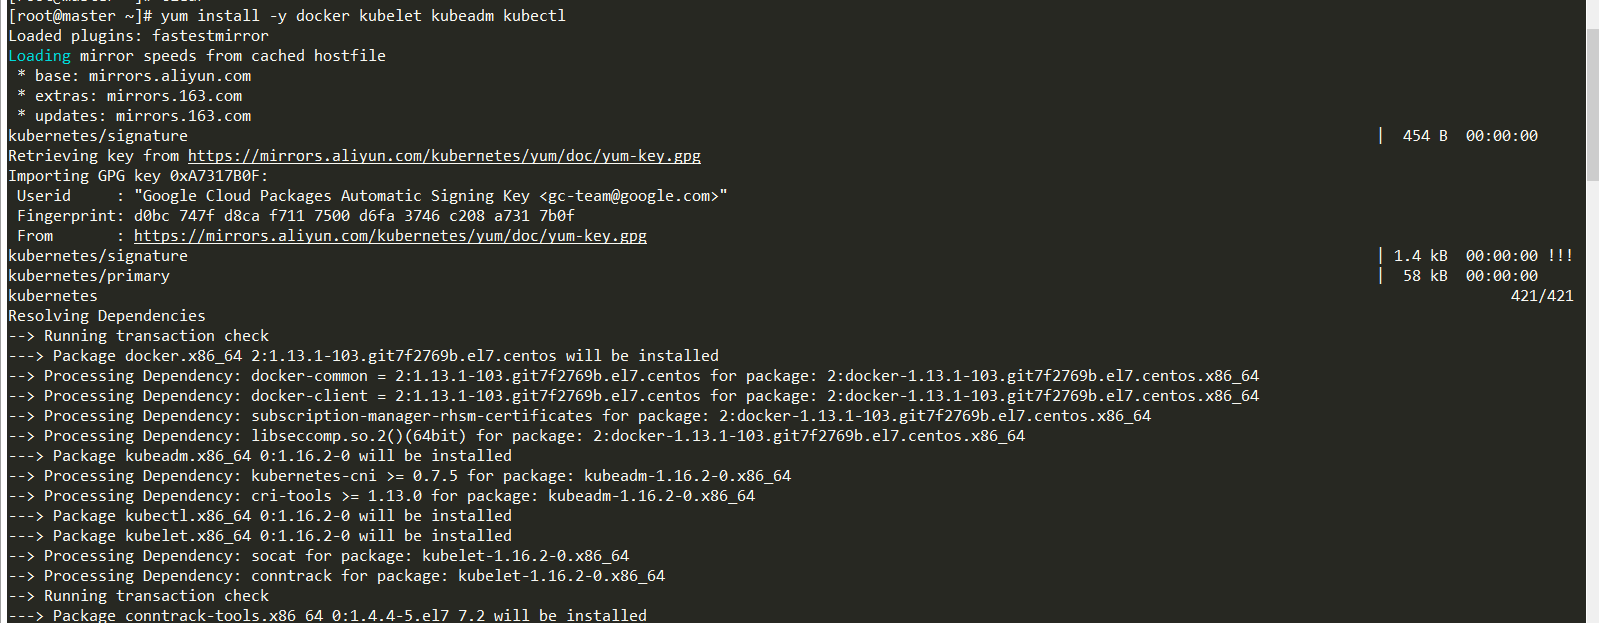 [root@master ~]# yum install -y docker kubelet kubeadm kubectl
Loaded plugins: fastestmirror
Loading mirror speeds from cached hostfile
 * base: mirrors.aliyun.com
 * extras: mirrors.163.com
 * updates: mirrors.163.com
kubernetes/signature | 454 B 00:00:00
Retrieving key from https://mirrors.aliyun.com/kubernetes/yum/doc/yum-key.gpg
Importing GPG key 0xA7317B0F:
 Userid     : "Google Cloud Packages Automatic Signing Key <gc-team@google.com>"
 Fingerprint: d0bc 747f d8ca f711 7500 d6fa 3746 c208 a731 7b0f
 From       : https://mirrors.aliyun.com/kubernetes/yum/doc/yum-key.gpg
kubernetes/signature | 1.4 kB 00:00:00 !!!
kubernetes/primary | 58 kB 00:00:00
kubernetes 421/421
Resolving Dependencies
--> Running transaction check
---> Package docker.x86_64 2:1.13.1-103.git7f2769b.el7.centos will be installed
--> Processing Dependency: docker-common = 2:1.13.1-103.git7f2769b.el7.centos for package: 2:docker-1.13.1-103.git7f2769b.el7.centos.x86_64
--> Processing Dependency: docker-client = 2:1.13.1-103.git7f2769b.el7.centos for package: 2:docker-1.13.1-103.git7f2769b.el7.centos.x86_64
--> Processing Dependency: subscription-manager-rhsm-certificates for package: 2:docker-1.13.1-103.git7f2769b.el7.centos.x86_64
--> Processing Dependency: libseccomp.so.2()(64bit) for package: 2:docker-1.13.1-103.git7f2769b.el7.centos.x86_64
---> Package kubeadm.x86_64 0:1.16.2-0 will be installed
--> Processing Dependency: kubernetes-cni >= 0.7.5 for package: kubeadm-1.16.2-0.x86_64
--> Processing Dependency: cri-tools >= 1.13.0 for package: kubeadm-1.16.2-0.x86_64
---> Package kubectl.x86_64 0:1.16.2-0 will be installed
---> Package kubelet.x86_64 0:1.16.2-0 will be installed
--> Processing Dependency: socat for package: kubelet-1.16.2-0.x86_64
--> Processing Dependency: conntrack for package: kubelet-1.16.2-0.x86_64
--> Running transaction check
---> Package conntrack-tools.x86_64 0:1.4.4-5.el7_7.2 will be installed